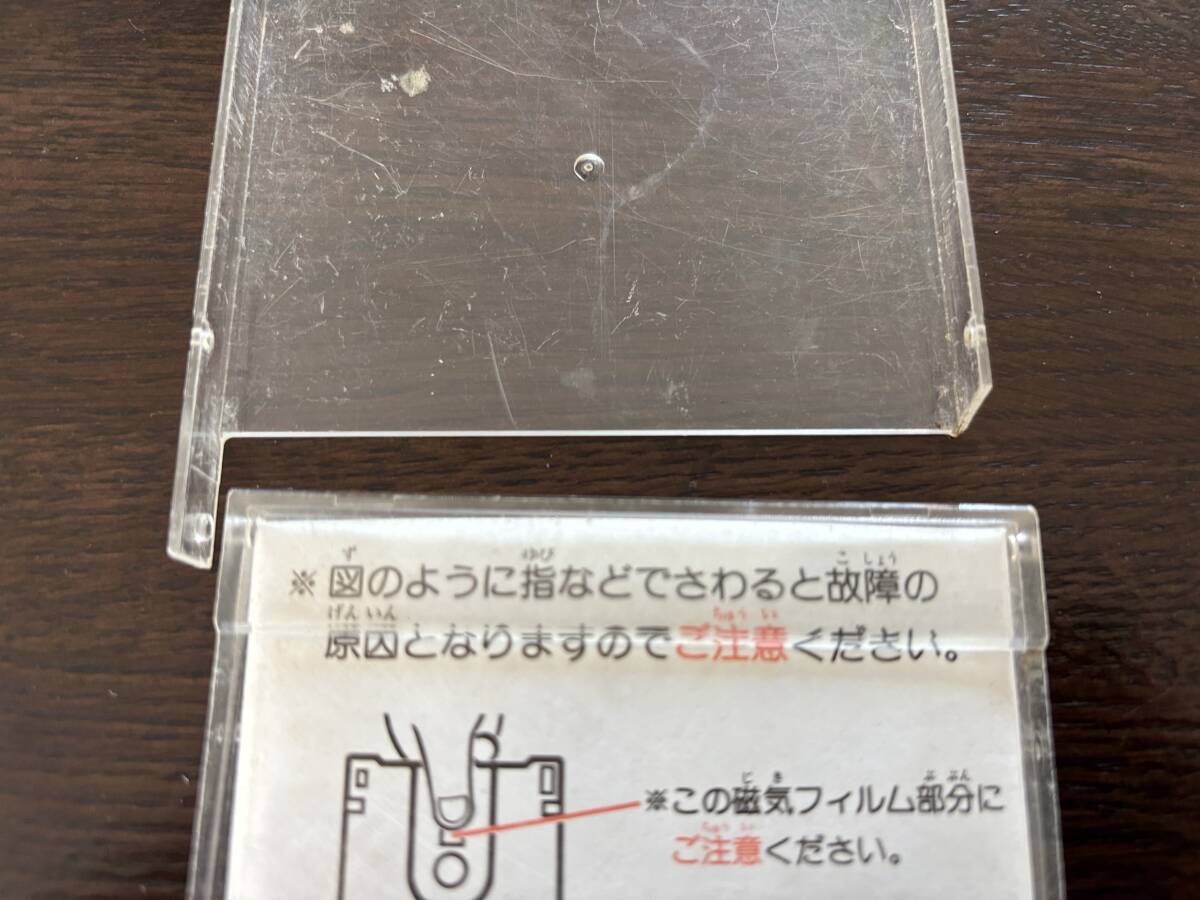 ※図のように指などでさわると故障の
原因となりますのでご注意ください。
※この磁気フィルム部分に
ご注意ください。